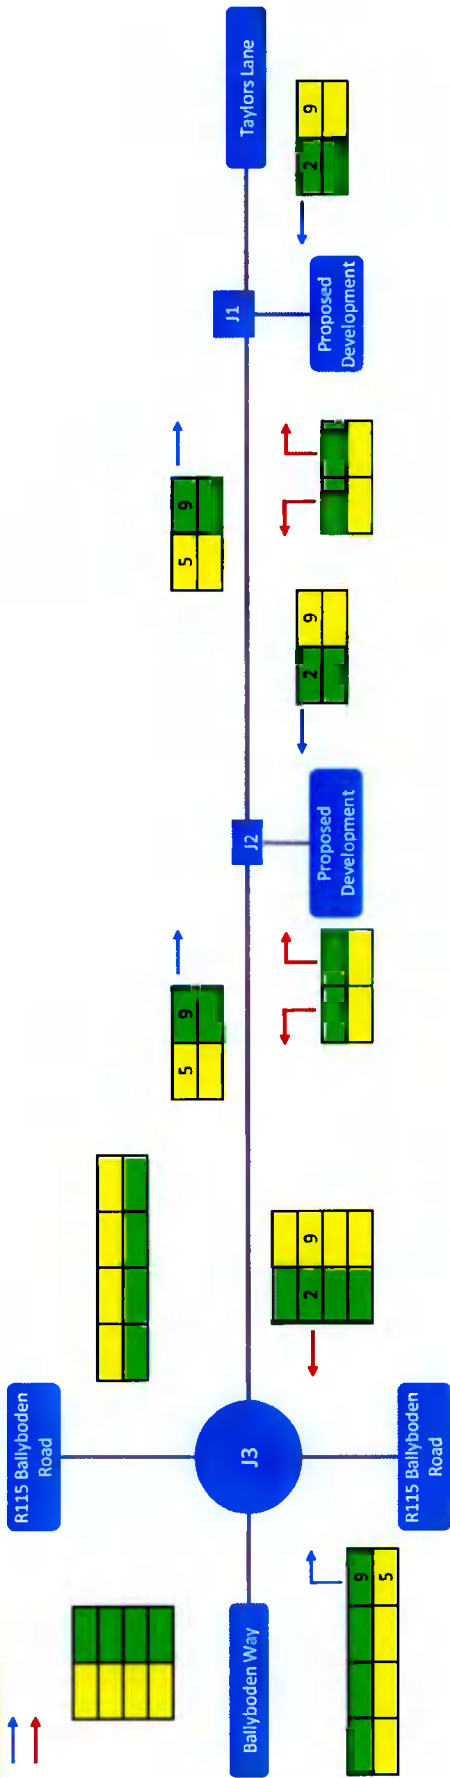 R115 Ballyboden
Road
5 9
5 9
Ballyboden Way
J3
J2
J1
Taylors Lane
2 9
2 9
2 9
Proposed
Development
Proposed
Development
9
5
R115 Ballyboden
Road